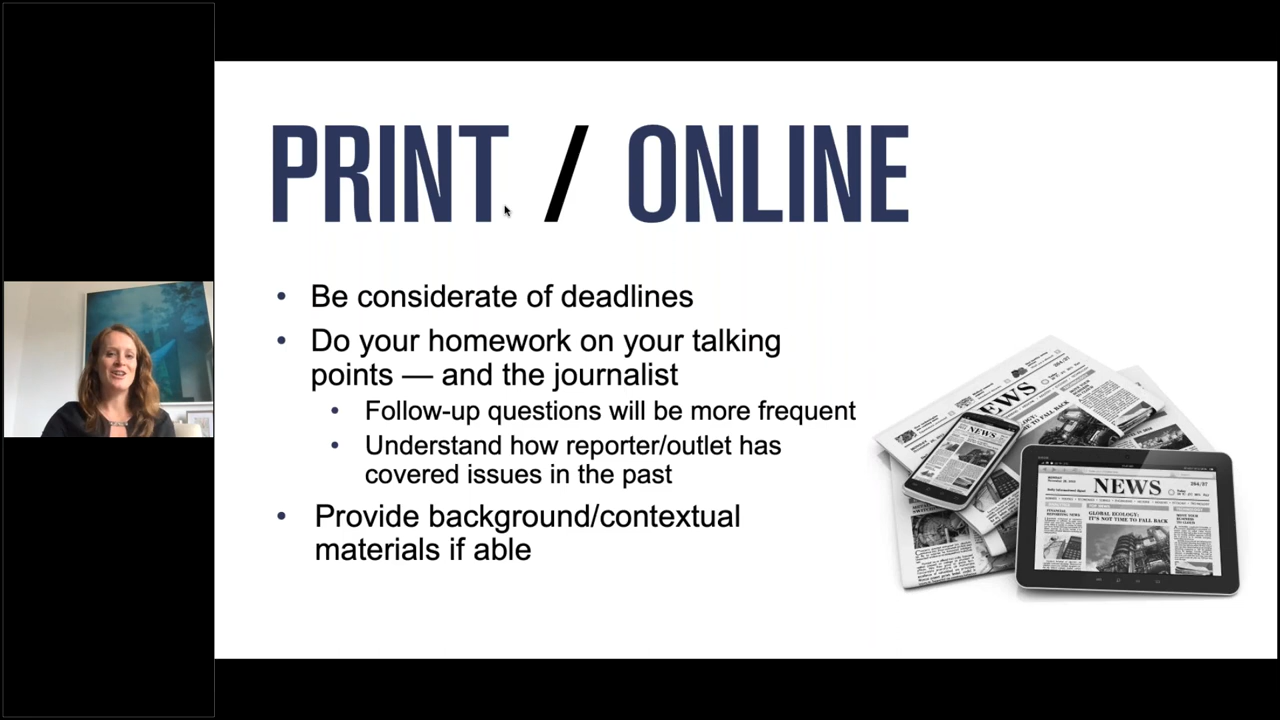 PRINT / ONLINE
• Be considerate of deadlines
• Do your homework on your talking
points — and the journalist
• Follow-up questions will be more frequent
• Understand how reporter/outlet has
covered issues in the past
• Provide background/contextual
materials if able
NEWS
NEWS
NEWS
GLOBAL ECOLOGY:
IT'S NOT TIME TO FALL BACK